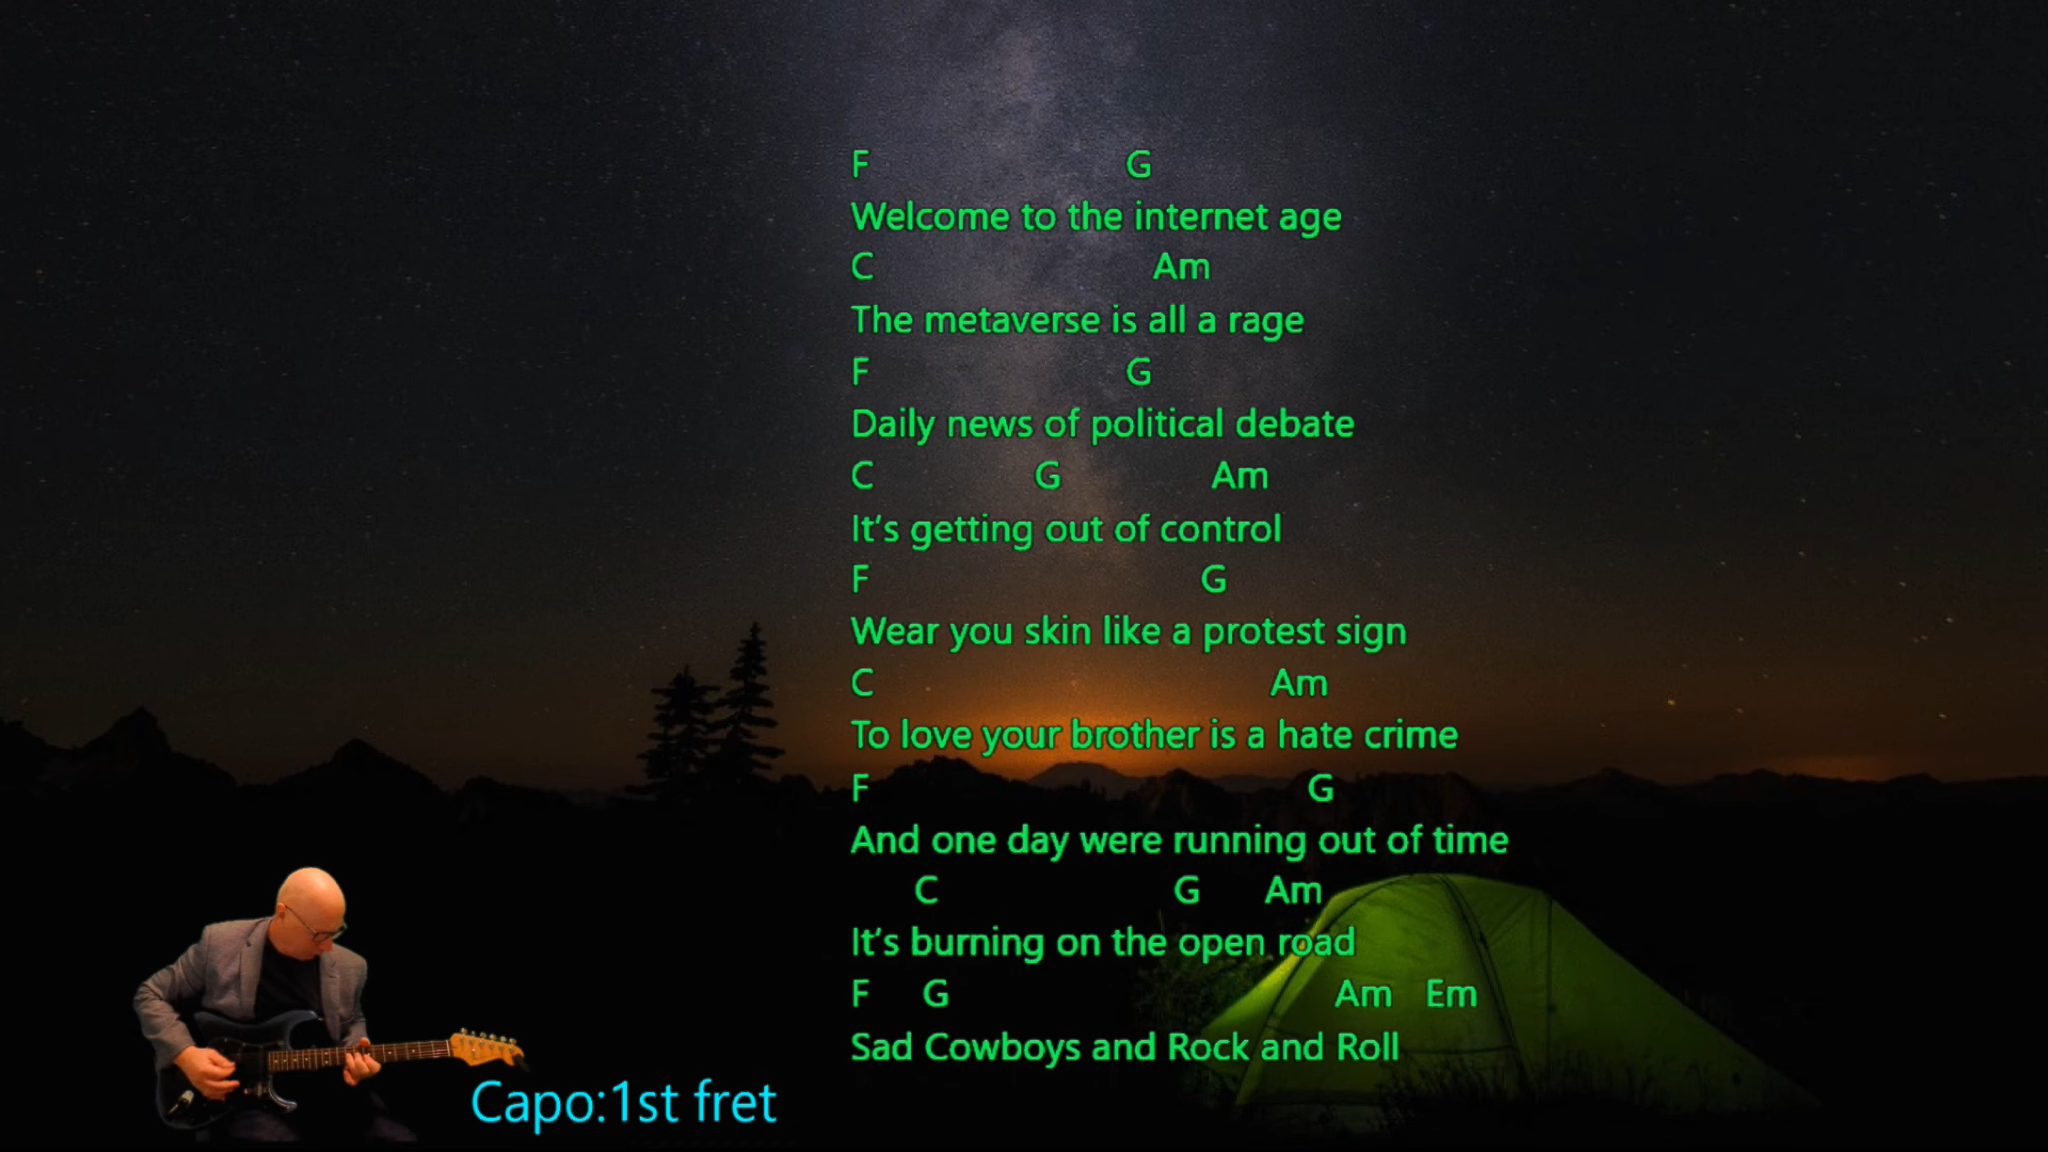 F G
Welcome to the internet age
C Am
The metaverse is all a rage
F G
Daily news of political debate
C G Am
It's getting out of control
F G
Wear you skin like a protest sign
C Am
To love your brother is a hate crime
F G
And one day were running out of time
C G Am
It's burning on the open road
F G Am Em
Sad Cowboys and Rock and Roll
Capo:1st fret